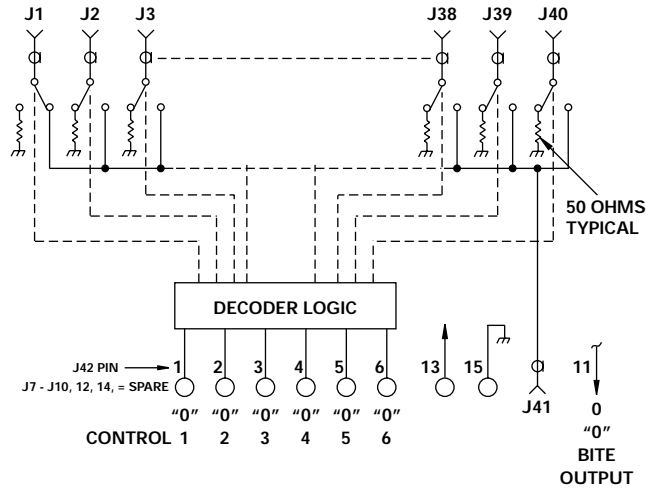 J1 J2 J3 J38 J39 J40
50 OHMS
TYPICAL
DECODER LOGIC
J42 PIN 1 2 3 4 5 6 13 15 11
J7 - J10, 12, 14, = SPARE
J41
"0" "0" "0" "0" "0" "0"
CONTROL 1 2 3 4 5 6
0
"0"
BITE
OUTPUT